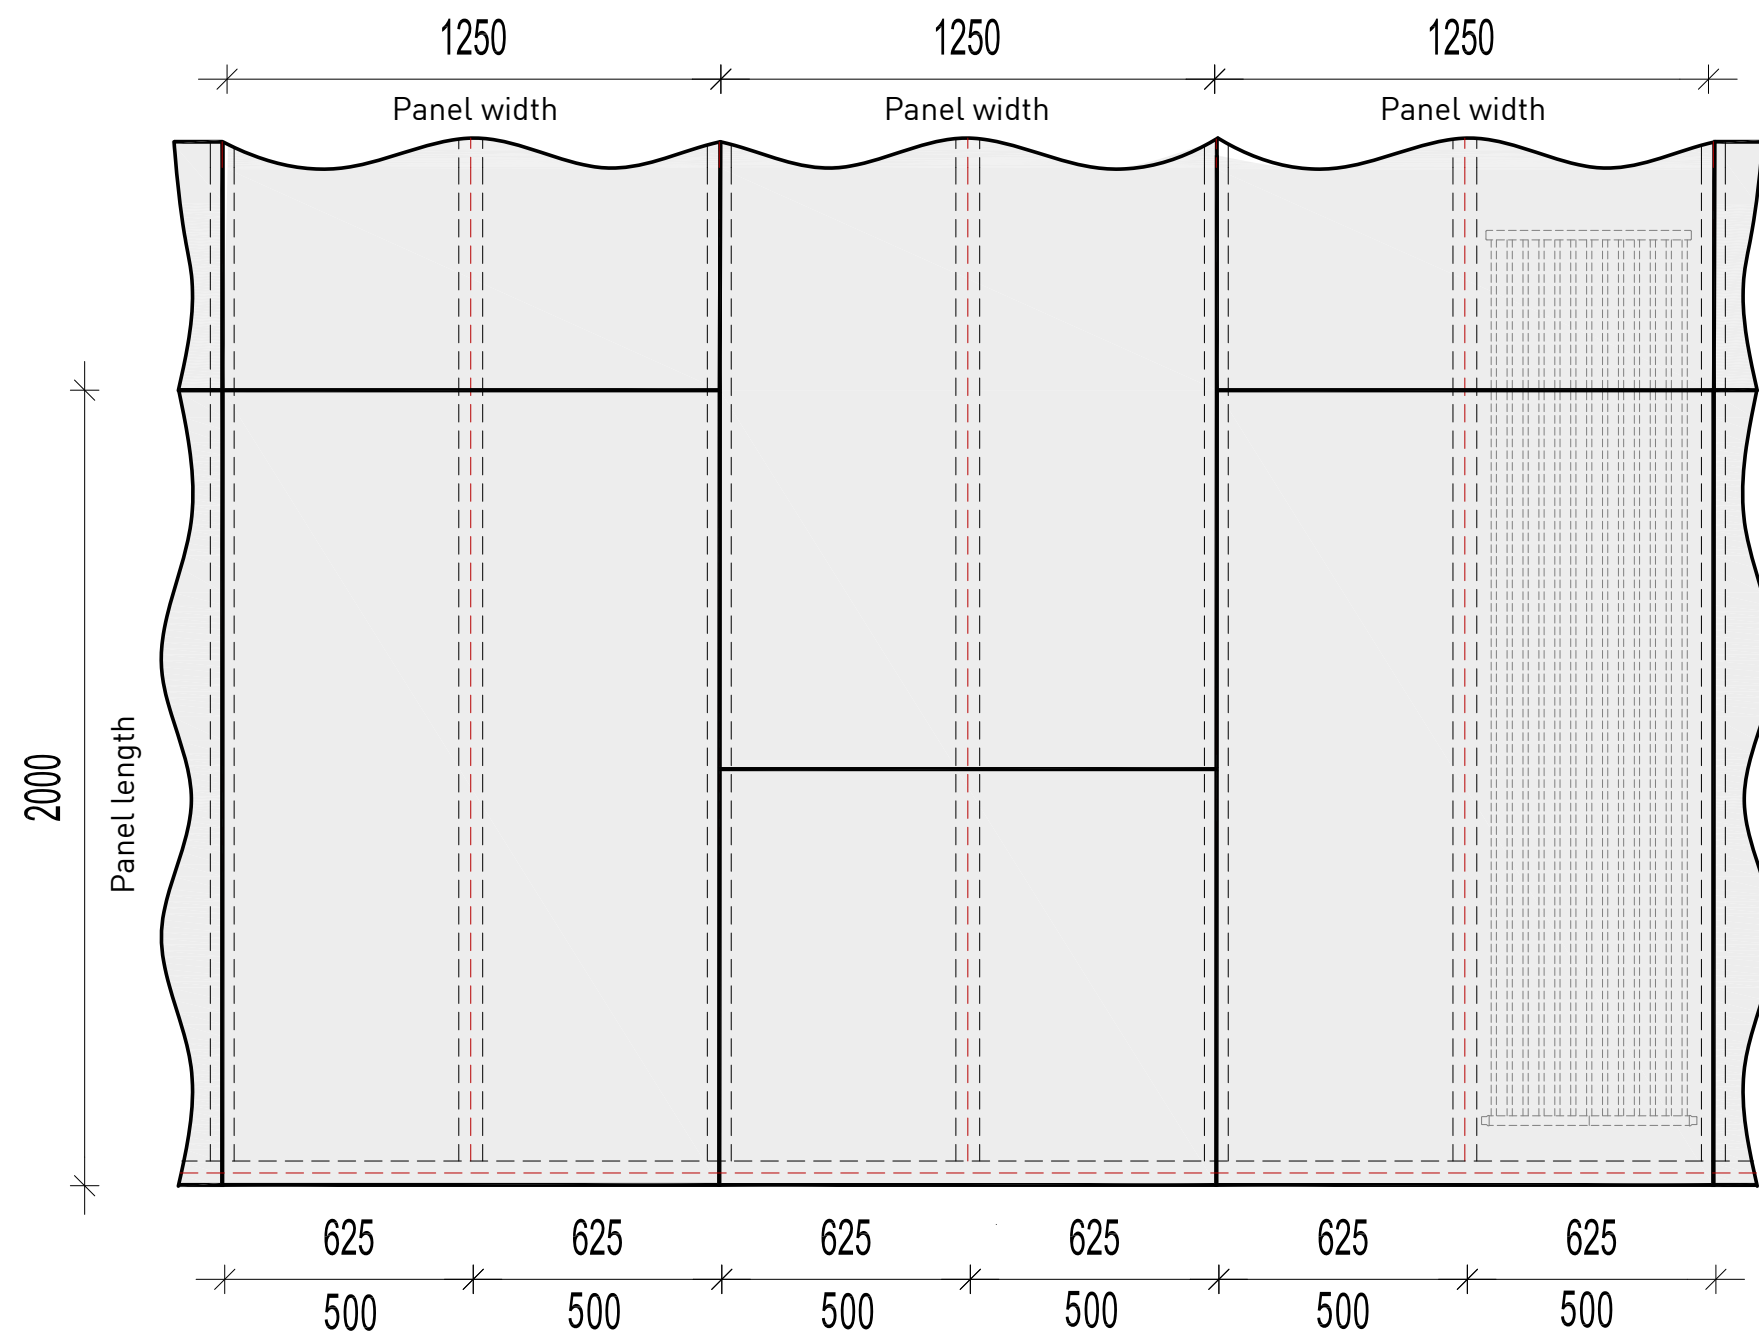 1250 1250 1250
Panel width Panel width Panel width
2000
Panel length
625 625 625 625 625 625
500 500 500 500 500 500